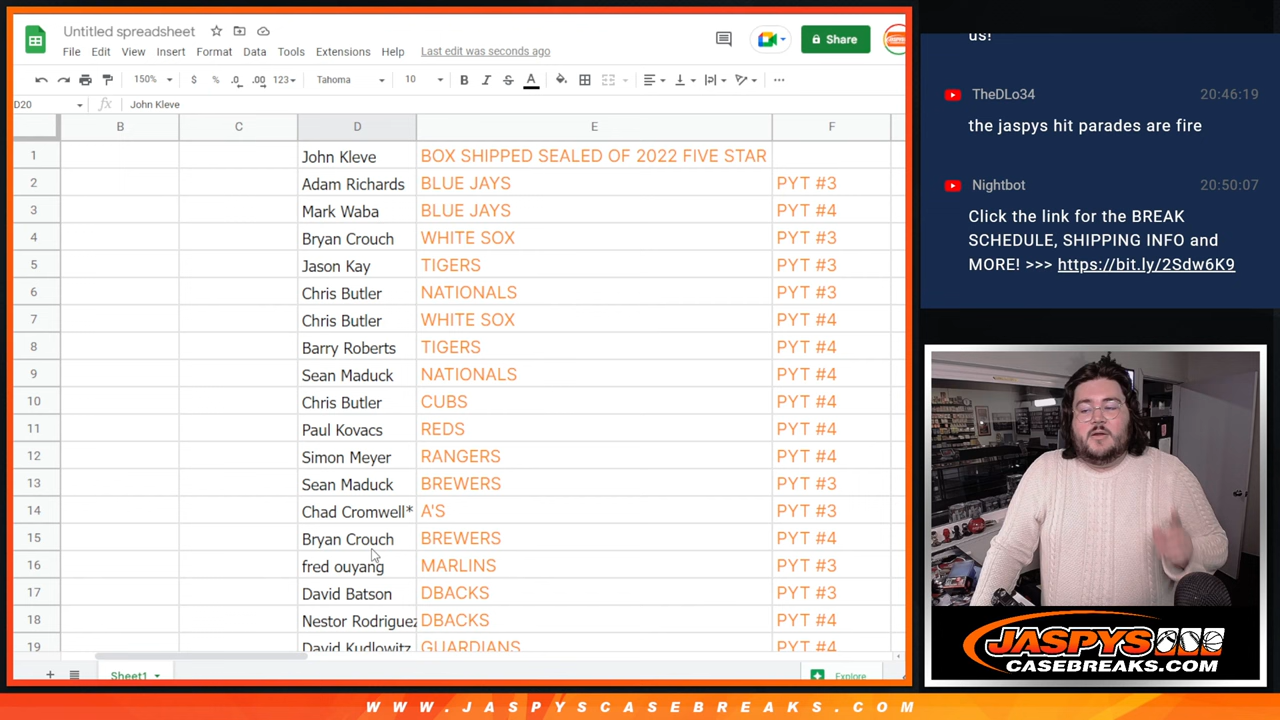 Untitled spreadsheet
File Edit View Insert Format Data Tools Extensions Help Last edit was seconds ago
Share
JASPYS
150% $ % .0 .00 123 Tahoma 10 B I S A
D20 fx John Kleve
B C D E F
1 John Kleve BOX SHIPPED SEALED OF 2022 FIVE STAR
2 Adam Richards BLUE JAYS PYT #3
3 Mark Waba BLUE JAYS PYT #4
4 Bryan Crouch WHITE SOX PYT #3
5 Jason Kay TIGERS PYT #3
6 Chris Butler NATIONALS PYT #3
7 Chris Butler WHITE SOX PYT #4
8 Barry Roberts TIGERS PYT #4
9 Sean Maduck NATIONALS PYT #4
10 Chris Butler CUBS PYT #4
11 Paul Kovacs REDS PYT #4
12 Simon Meyer RANGERS PYT #4
13 Sean Maduck BREWERS PYT #3
14 Chad Cromwell* A'S PYT #3
15 Bryan Crouch BREWERS PYT #4
16 fred ouyang MARLINS PYT #3
17 David Batson DBACKS PYT #3
18 Nestor Rodriguez DBACKS PYT #4
19 David Kudlowitz GUARDIANS PYT #4
Sheet1
Explore
us!
TheDLo34 20:46:19
the jaspys hit parades are fire
Nightbot 20:50:07
Click the link for the BREAK
SCHEDULE, SHIPPING INFO and
MORE! >>> https://bit.ly/2Sdw6K9
JASPYS
CASEBREAKS.COM
WWW.JASPYSCASEBREAKS.COM